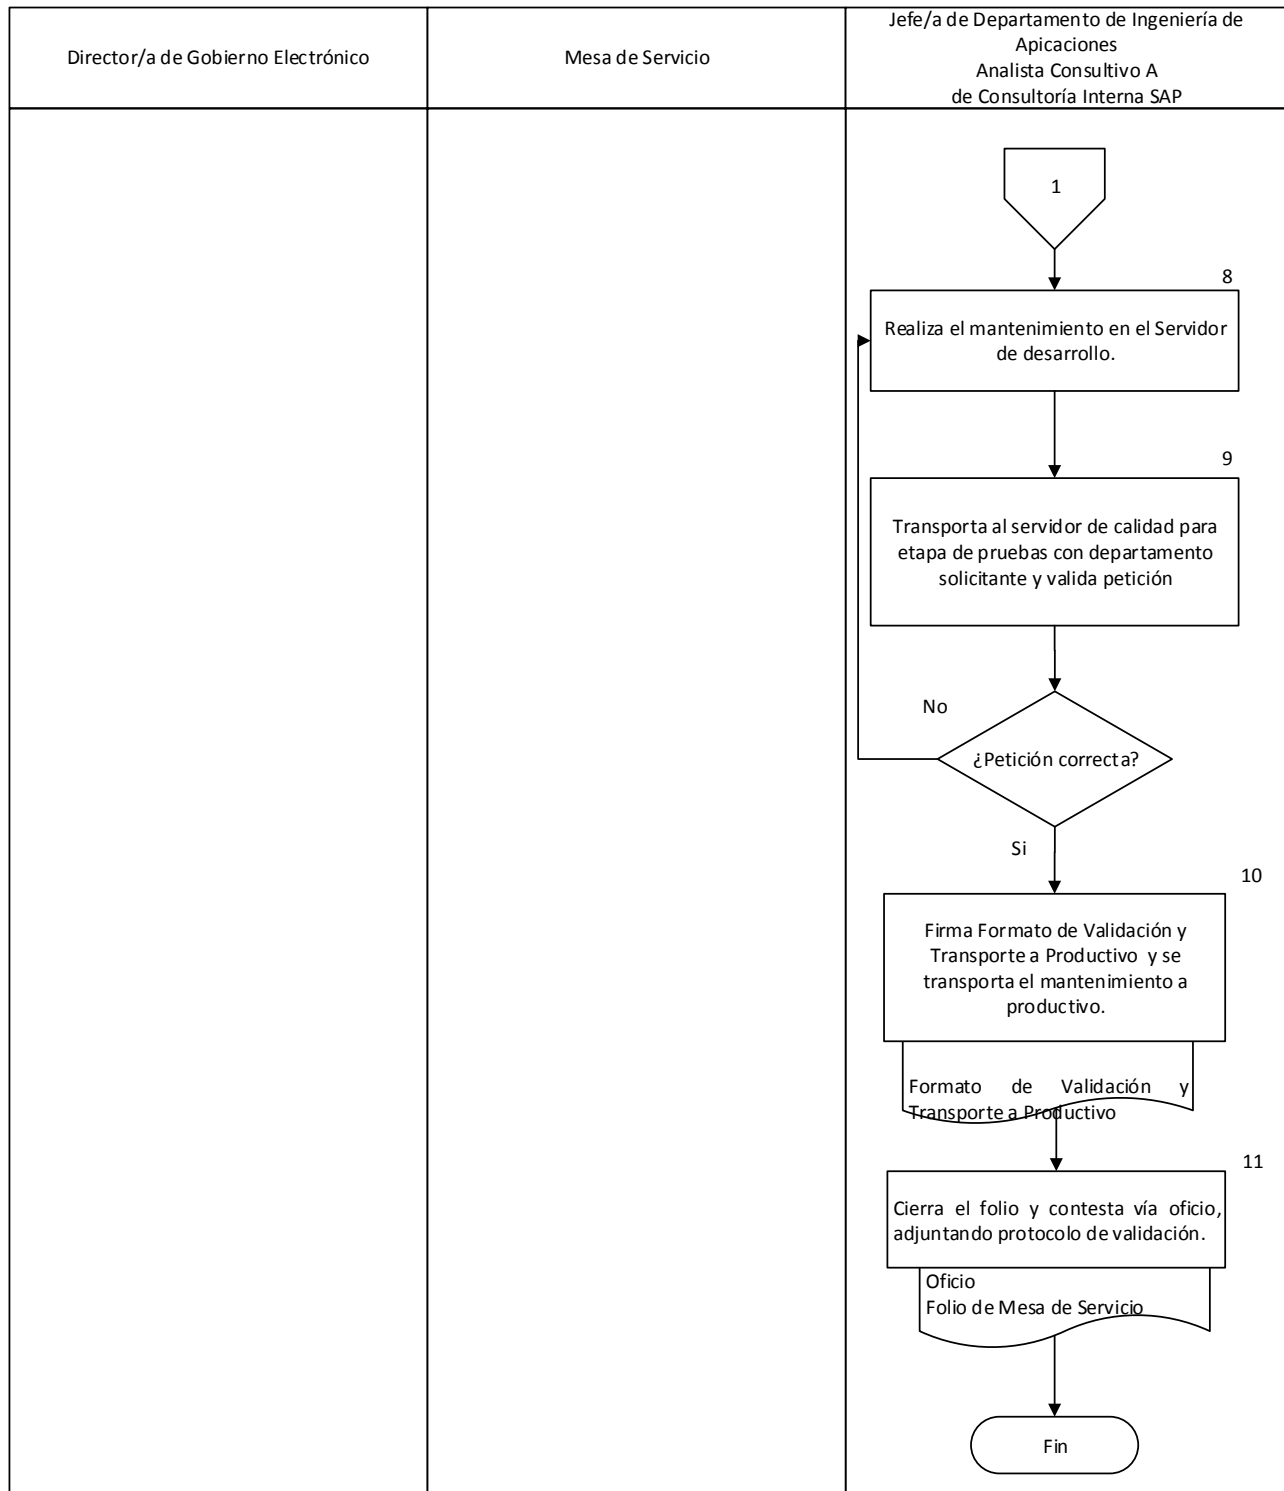 Director/a de Gobierno Electrónico
Mesa de Servicio
Jefe/a de Departamento de Ingeniería de
Apicaciones
Analista Consultivo A
de Consultoría Interna SAP
1
8
Realiza el mantenimiento en el Servidor
de desarrollo.
9
Transporta al servidor de calidad para
etapa de pruebas con departamento
solicitante y valida petición
No
¿Petición correcta?
Si
10
Firma Formato de Validación y
Transporte a Productivo y se
transporta el mantenimiento a
productivo.
Formato de Validación y
Transporte a Productivo
11
Cierra el folio y contesta vía oficio,
adjuntando protocolo de validación.
Oficio
Folio de Mesa de Servicio
Fin